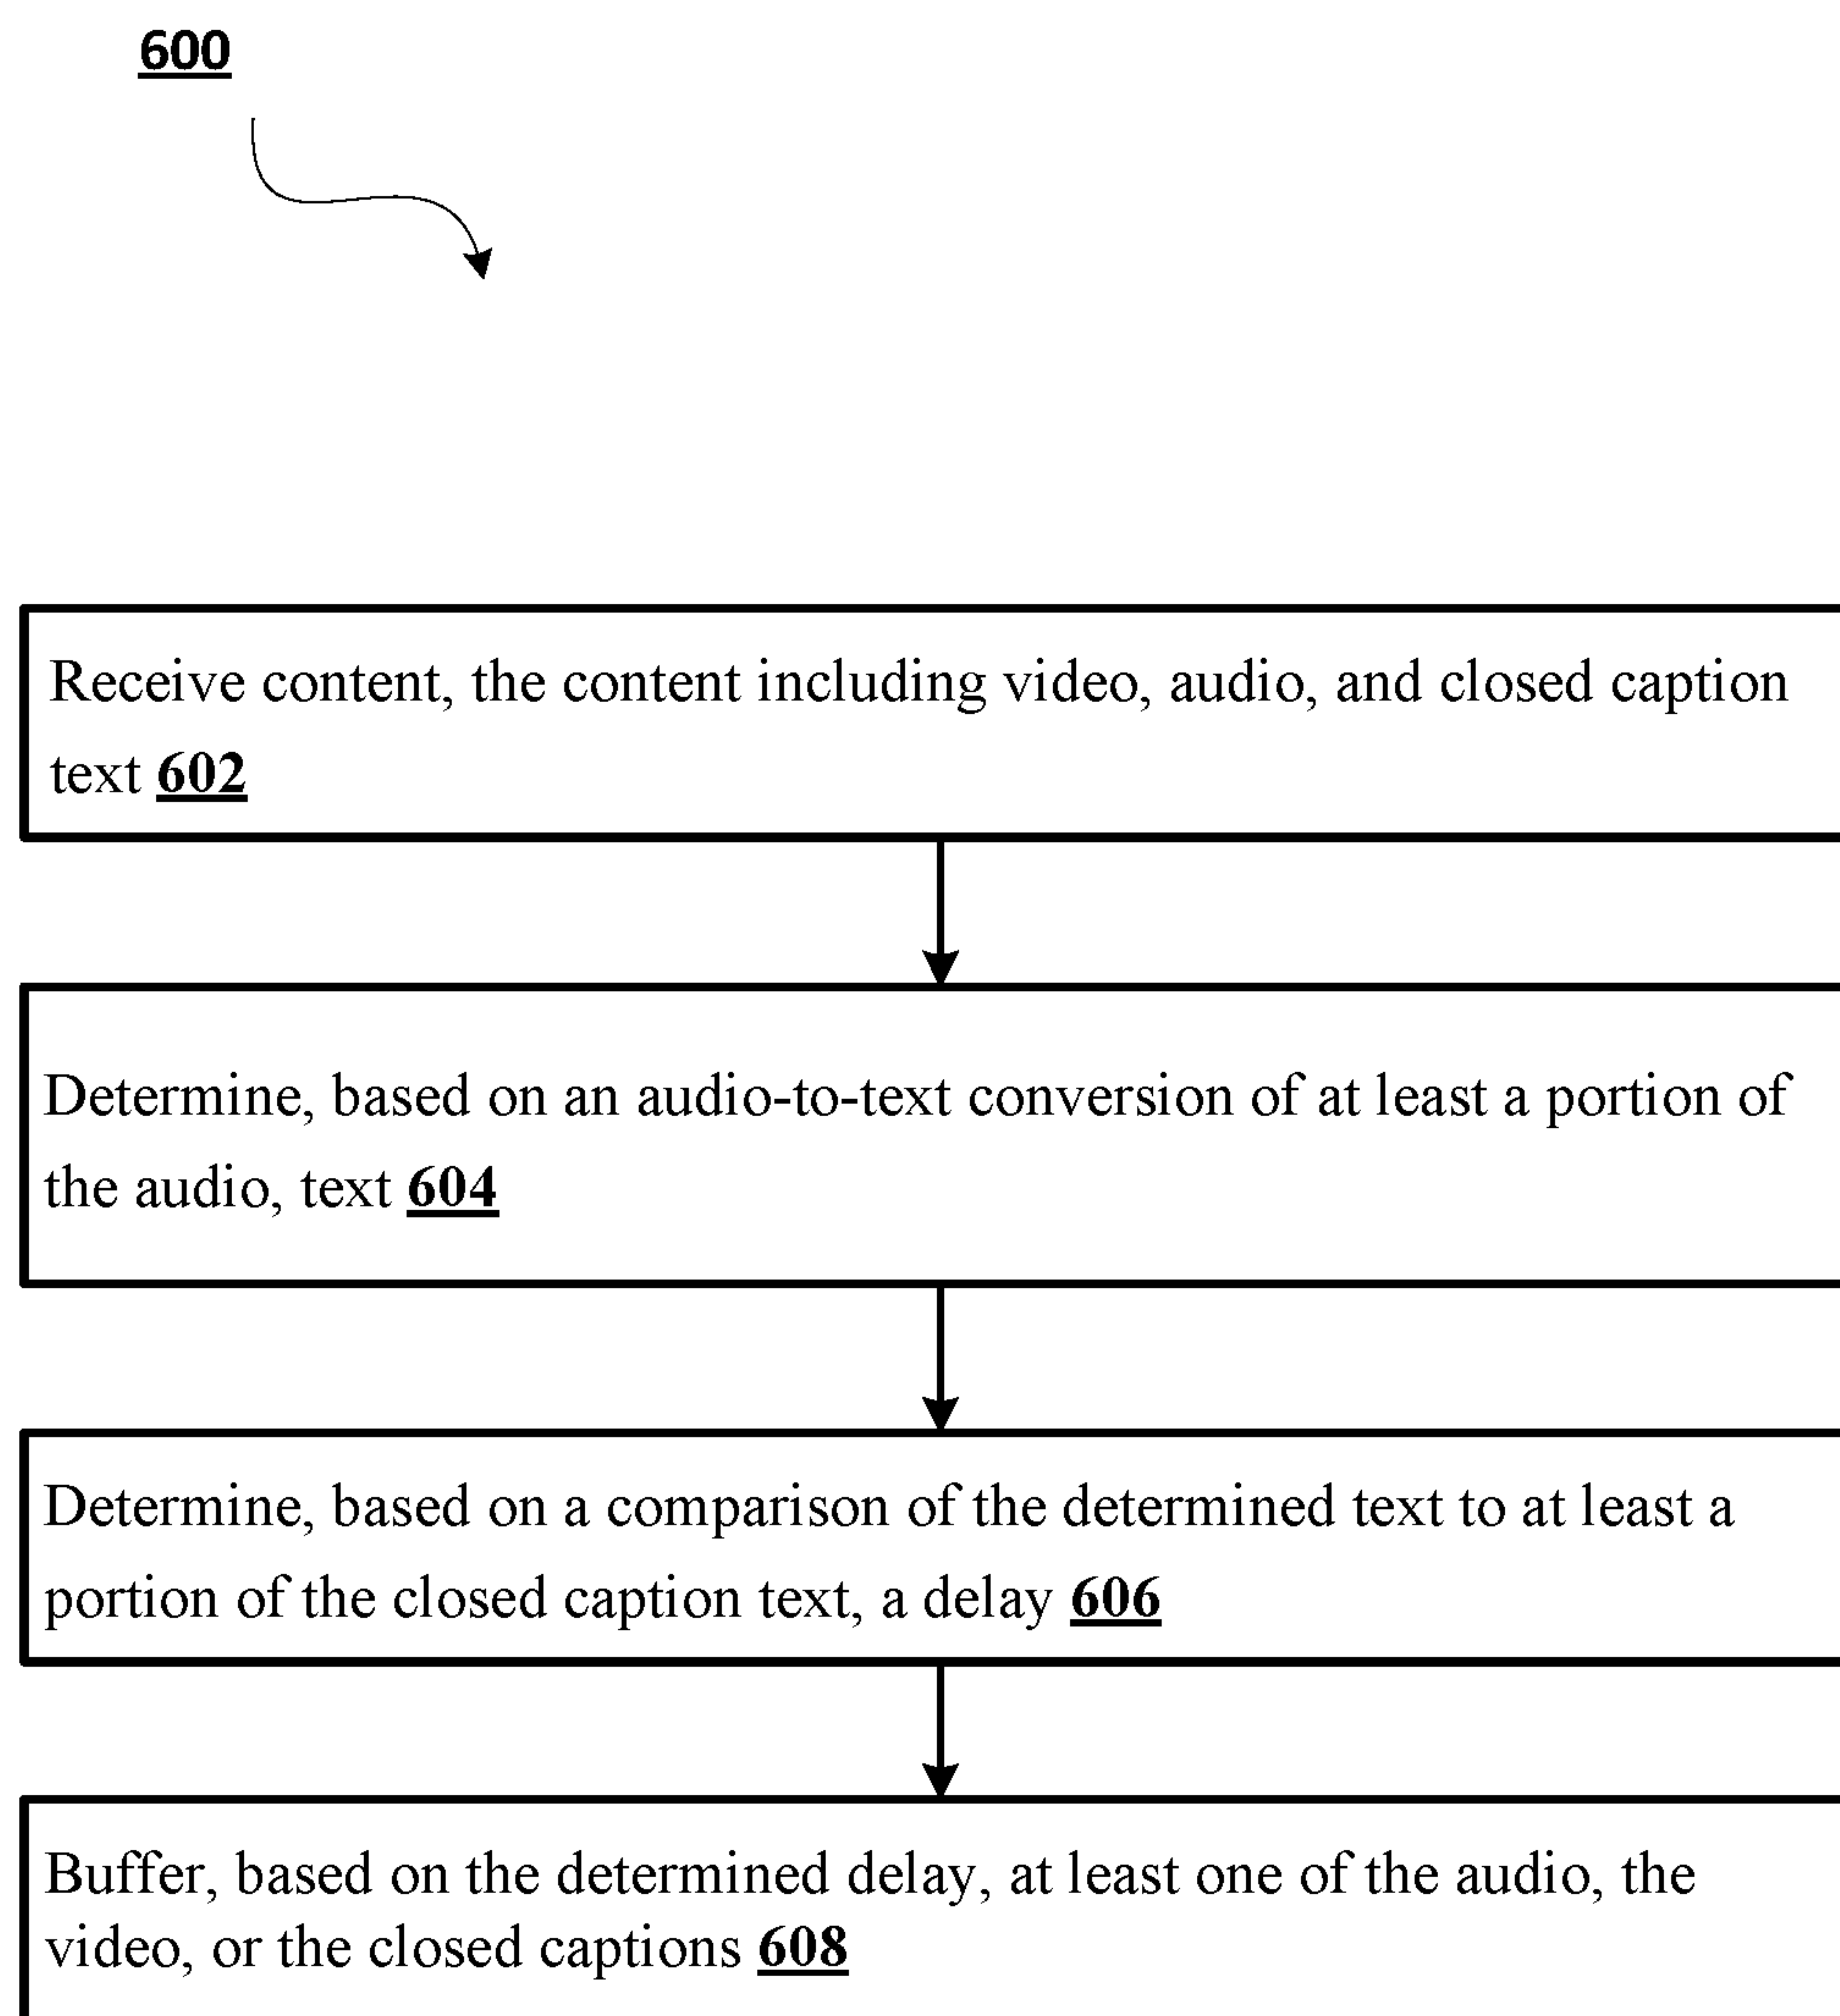 600
Receive content, the content including video, audio, and closed caption
text 602
Determine, based on an audio-to-text conversion of at least a portion of
the audio, text 604
Determine, based on a comparison of the determined text to at least a
portion of the closed caption text, a delay 606
Buffer, based on the determined delay, at least one of the audio, the
video, or the closed captions 608